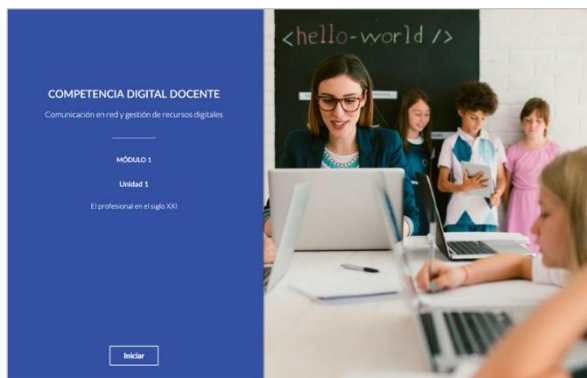 COMPETENCIA DIGITAL DOCENTE
Comunicación en red y gestión de recursos digitales
MÓDULO 1
Unidad 1
El profesional en el siglo XXI
Iniciar
<hello-world />